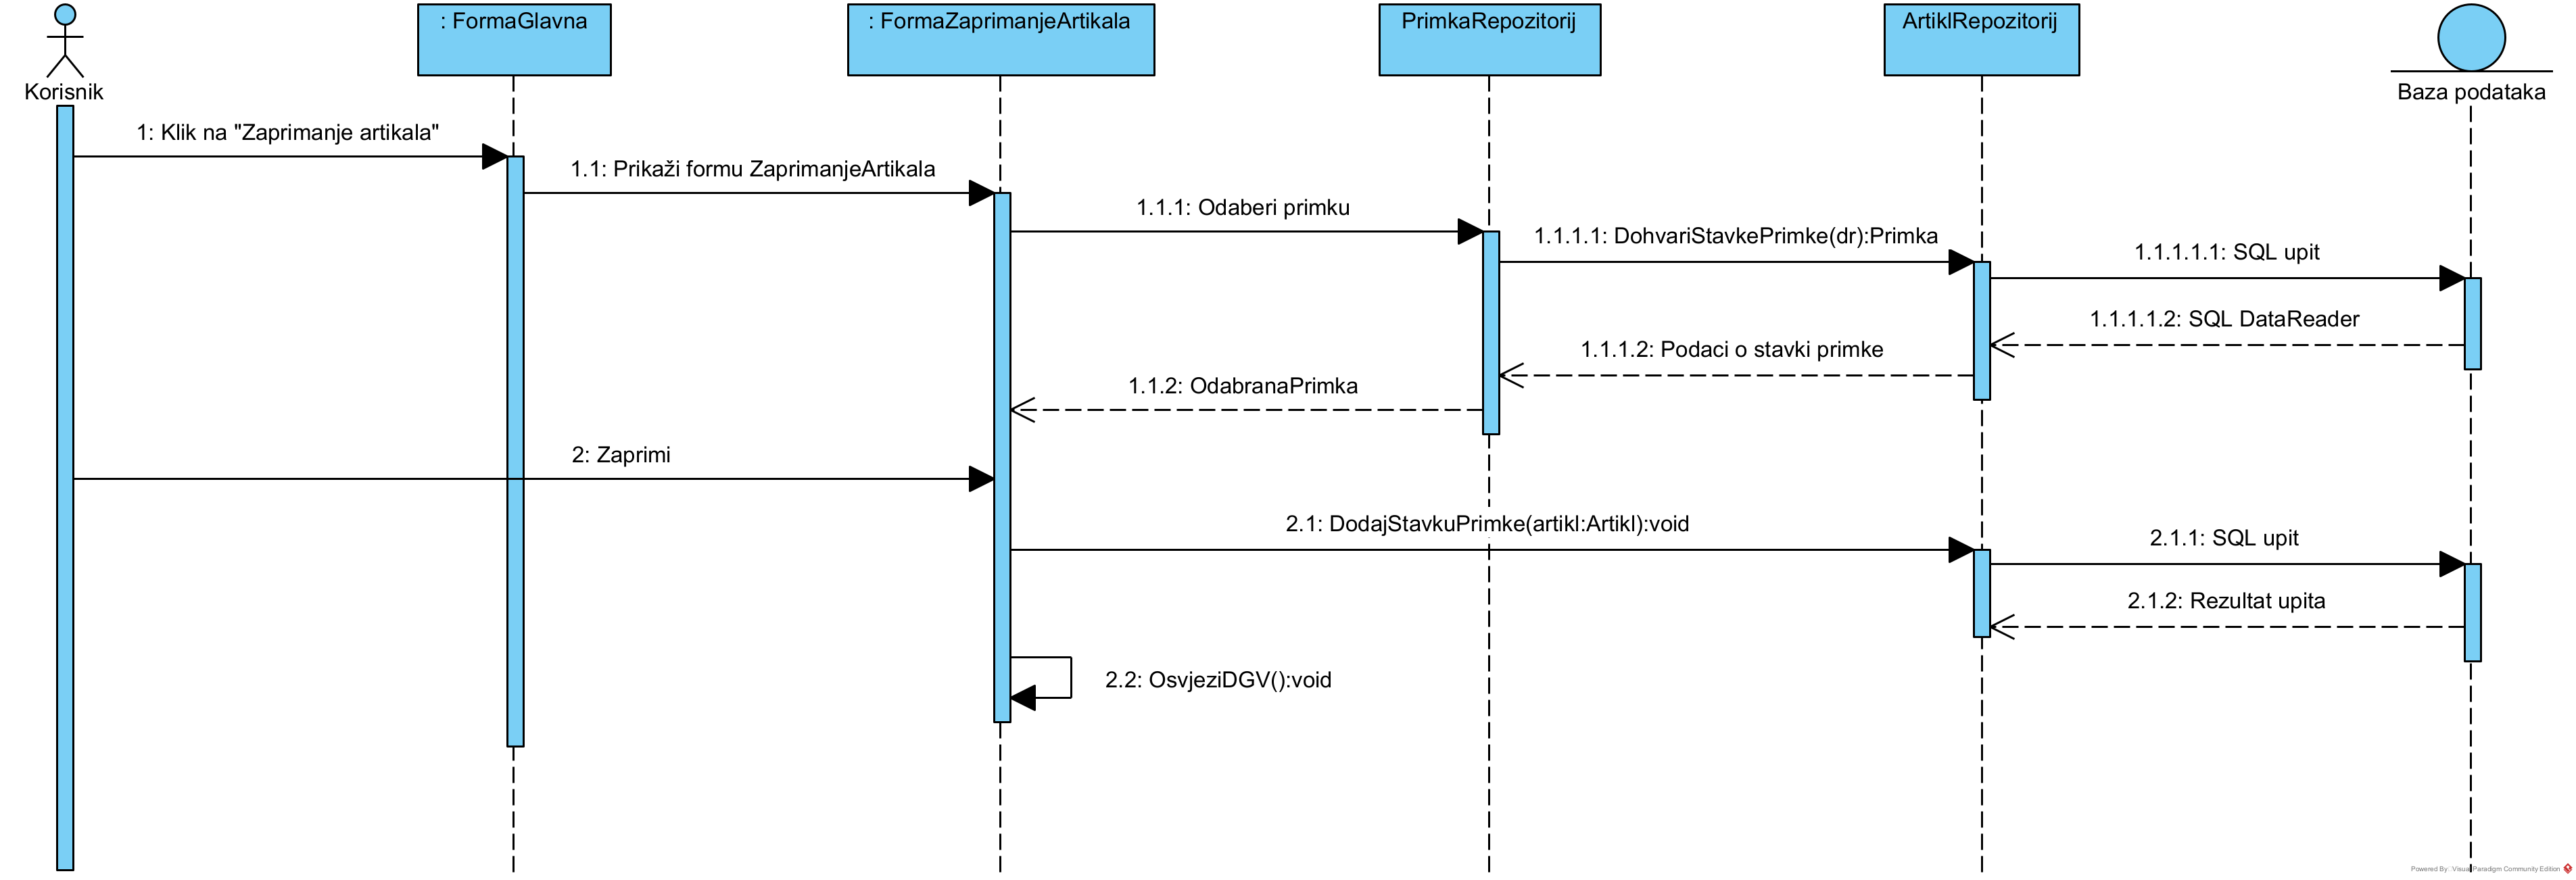 : FormaGlavna
: FormaZaprimanjeArtikala
PrimkaRepozitorij
ArtiklRepozitorij
Korisnik
Baza podataka
1: Klik na "Zaprimanje artikala"
1.1: Prikaži formu ZaprimanjeArtikala
1.1.1: Odaberi primku
1.1.1.1: DohvariStavkePrimke(dr):Primka
1.1.1.1.1: SQL upit
1.1.1.1.2: SQL DataReader
1.1.1.2: Podaci o stavki primke
1.1.2: OdabranaPrimka
2: Zaprimi
2.1: DodajStavkuPrimke(artikl:Artikl):void
2.1.1: SQL upit
2.1.2: Rezultat upita
2.2: OsvjeziDGV():void
Powered By: Visual Paradigm Community Edition